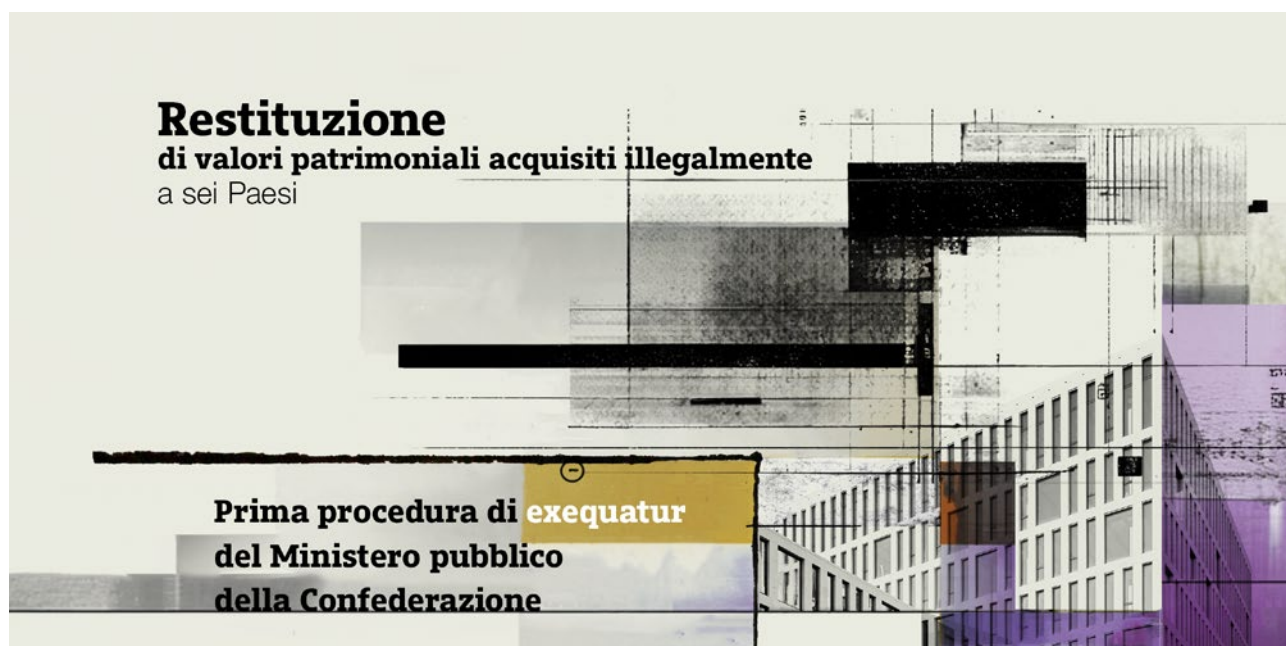 Restituzione
di valori patrimoniali acquisiti illegalmente
a sei Paesi
Prima procedura di exequatur
del Ministero pubblico
della Confederazione